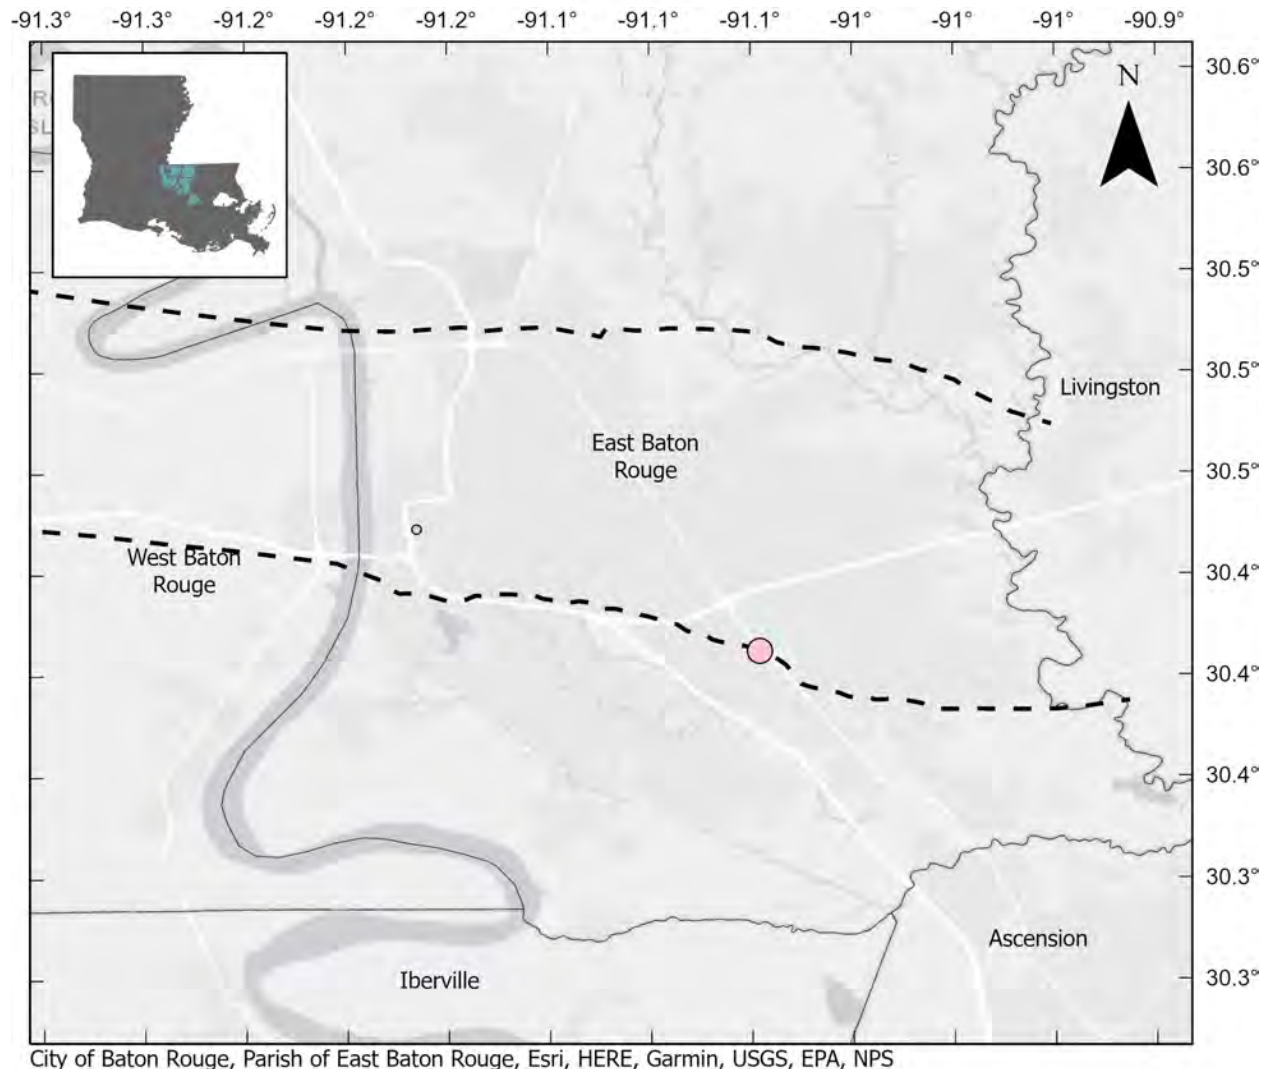 -91.3° -91.3° -91.2° -91.2° -91.2° -91.1° -91.1° -91.1° -91° -91° -91° -90.9°
N
30.6°
R
SL
30.6°
30.5°
30.5°
Livingston
East Baton
Rouge
30.5°
West Baton
Rouge
30.4°
30.4°
30.4°
30.3°
Ascension
Iberville
30.3°
City of Baton Rouge, Parish of East Baton Rouge, Esri, HERE, Garmin, USGS, EPA, NPS